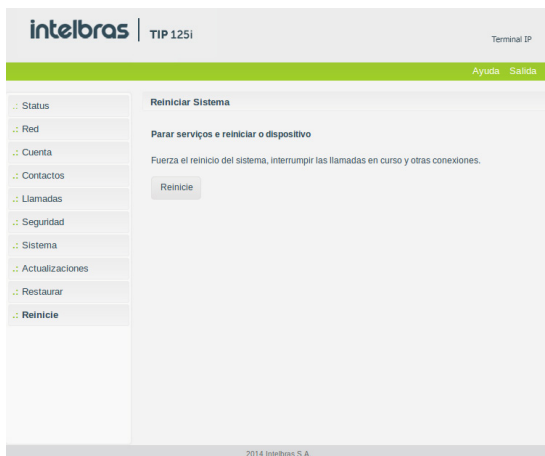 intelbras TIP 125i
Terminal IP
Ayuda Salida
.: Status
.: Red
.: Cuenta
.: Contactos
.: Llamadas
.: Seguridad
.: Sistema
.: Actualizaciones
.: Restaurar
.: Reinicie
Reiniciar Sistema
Parar serviços e reiniciar o dispositivo
Fuerza el reinicio del sistema, interrumpir las llamadas en curso y otras conexiones.
Reinicie
2014 Intelbras S.A.